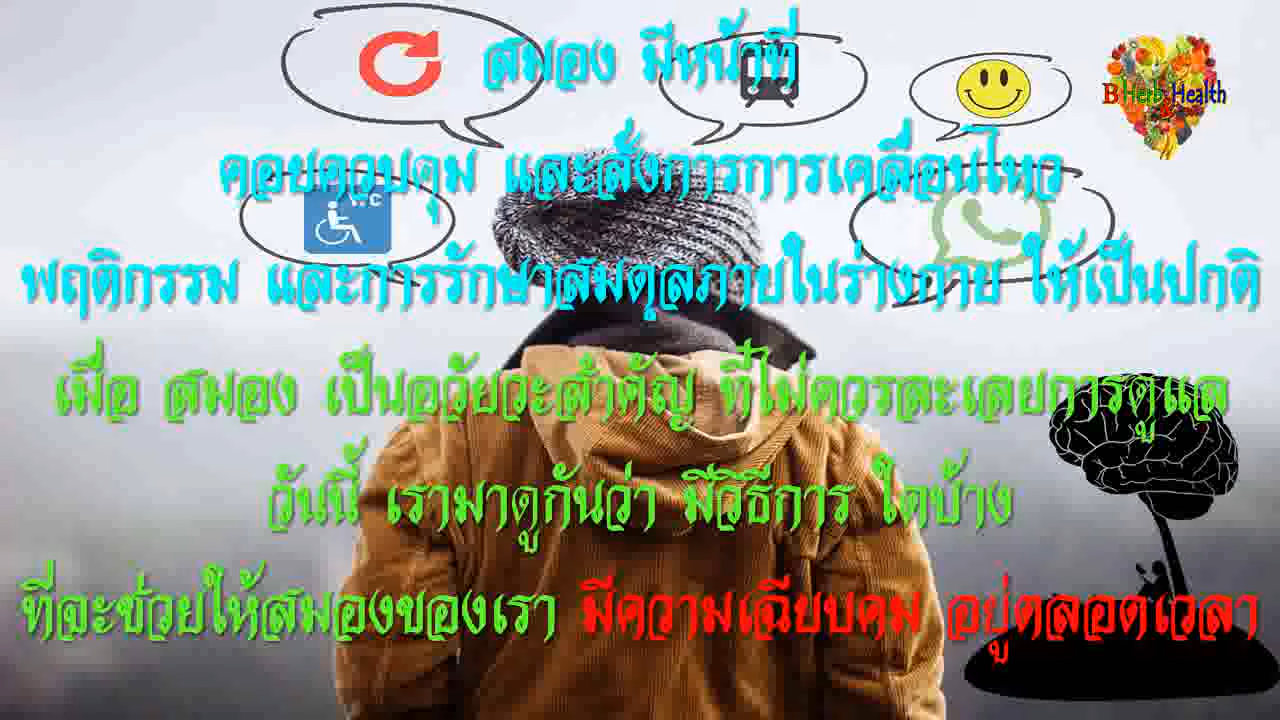 สมอง มีหน้าที่
BHerb Health
คอยควบคุม และสั่งการการเคลื่อนไหว
WC
พฤติกรรม และการรักษาสมดุลภายในร่างกาย ให้เป็นปกติ
เมื่อ สมอง เป็นอวัยวะสำคัญ ที่ไม่ควรละเลยการดูแล
วันนี้ เรามาดูกันว่า มีวิธีการ ใดบ้าง
ที่จะช่วยให้สมองของเรา มีความเฉียบคม อยู่ตลอดเวลา